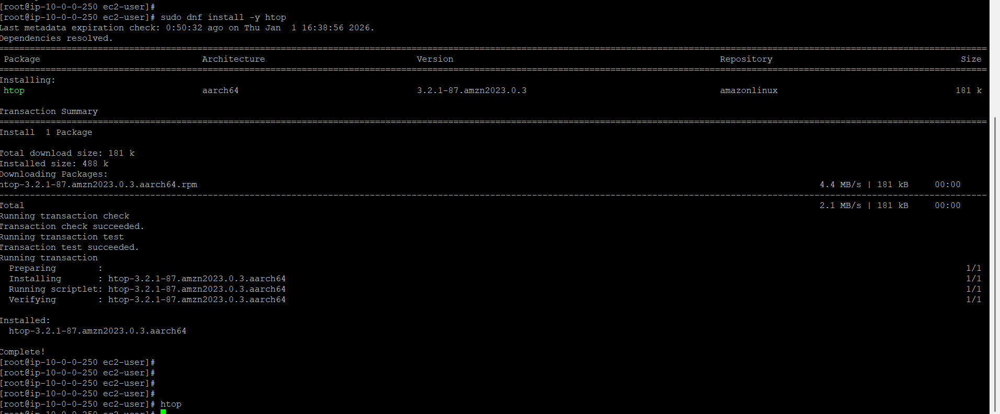 [root@ip-10-0-0-250 ec2-user]#
[root@ip-10-0-0-250 ec2-user]# sudo dnf install -y htop
Last metadata expiration check: 0:50:32 ago on Thu Jan  1 16:38:56 2026.
Dependencies resolved.
================================================================================
Package Architecture Version Repository Size
================================================================================
Installing:
htop aarch64 3.2.1-87.amzn2023.0.3 amazonlinux 181 k
Transaction Summary
================================================================================
Install  1 Package
Total download size: 181 k
Installed size: 488 k
Downloading Packages:
htop-3.2.1-87.amzn2023.0.3.aarch64.rpm 4.4 MB/s | 181 kB 00:00
--------------------------------------------------------------------------------
Total 2.1 MB/s | 181 kB 00:00
Running transaction check
Transaction check succeeded.
Running transaction test
Transaction test succeeded.
Running transaction
Preparing : 1/1
Installing : htop-3.2.1-87.amzn2023.0.3.aarch64 1/1
Running scriptlet: htop-3.2.1-87.amzn2023.0.3.aarch64 1/1
Verifying : htop-3.2.1-87.amzn2023.0.3.aarch64 1/1
Installed:
htop-3.2.1-87.amzn2023.0.3.aarch64
Complete!
[root@ip-10-0-0-250 ec2-user]#
[root@ip-10-0-0-250 ec2-user]#
[root@ip-10-0-0-250 ec2-user]#
[root@ip-10-0-0-250 ec2-user]#
[root@ip-10-0-0-250 ec2-user]# htop
[root@ip-10-0-0-250 ec2-user]#